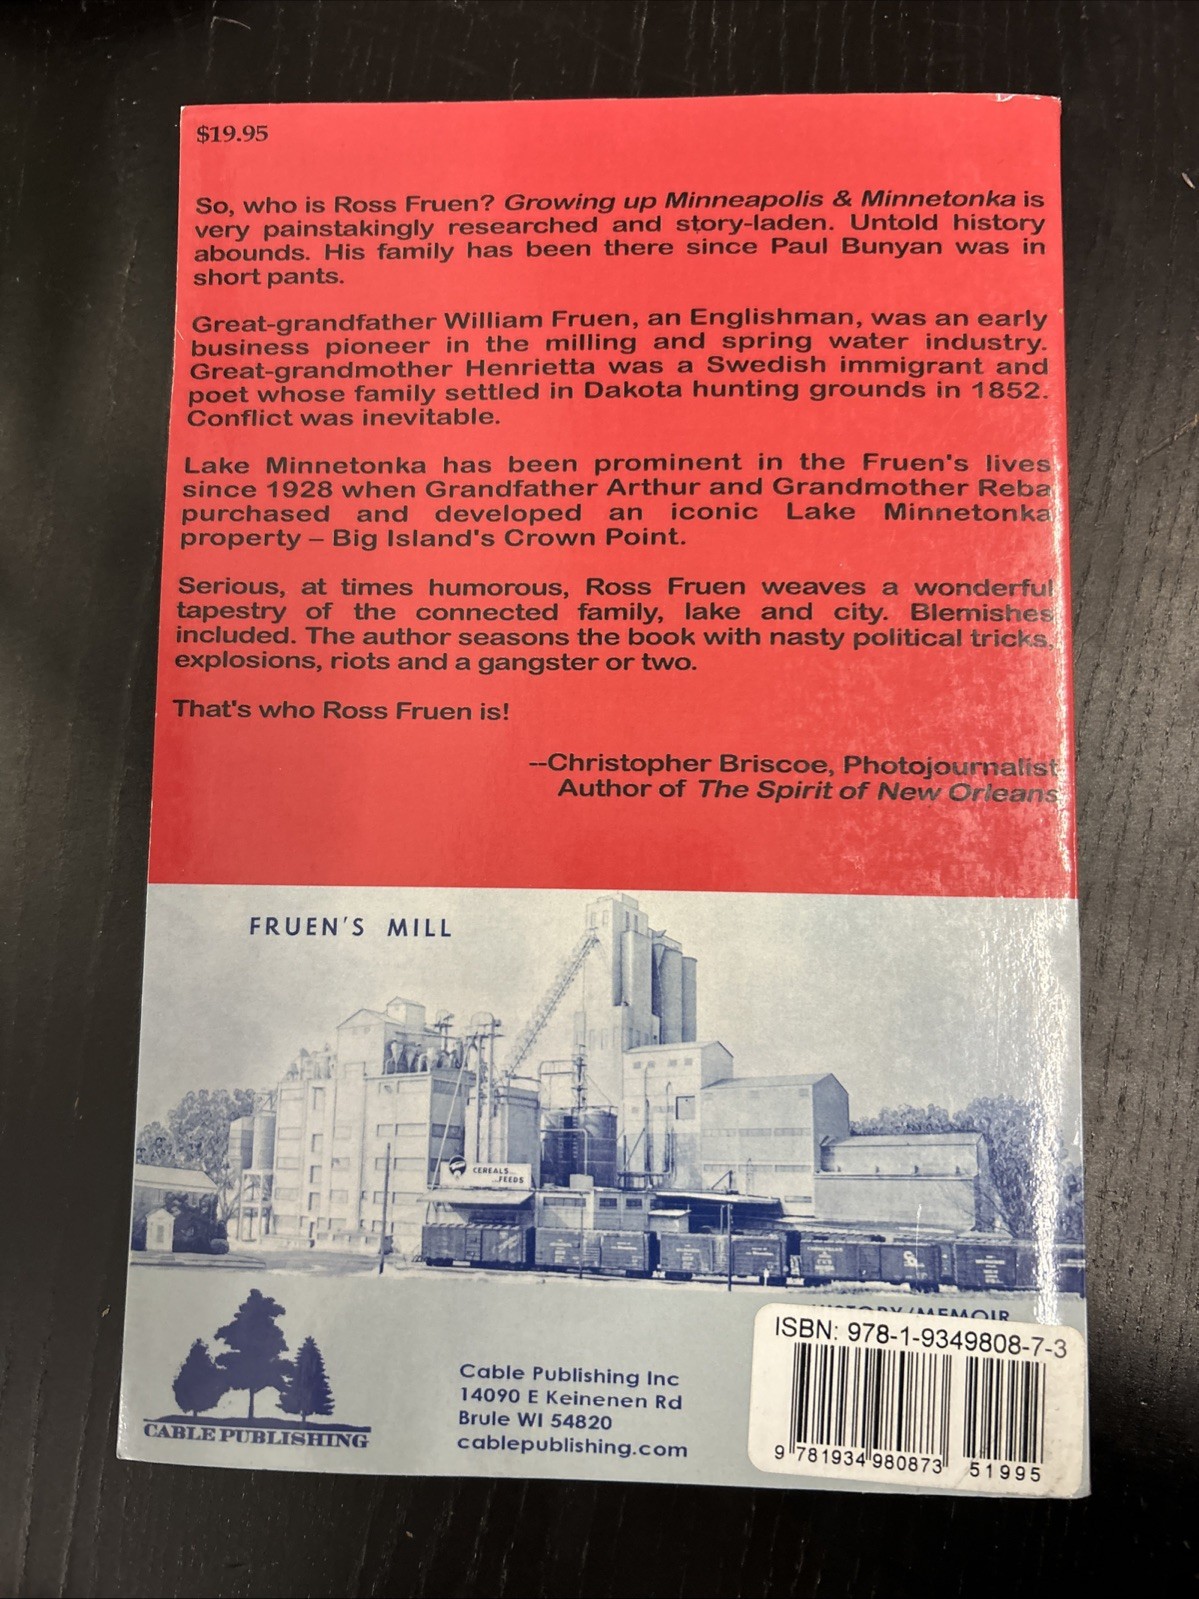 $19.95
So, who is Ross Fruen? Growing up Minneapolis & Minnetonka is
very painstakingly researched and story-laden. Untold history
abounds. His family has been there since Paul Bunyan was in
short pants.
Great-grandfather William Fruen, an Englishman, was an early
business pioneer in the milling and spring water industry.
Great-grandmother Henrietta was a Swedish immigrant and
poet whose family settled in Dakota hunting grounds in 1852.
Conflict was inevitable.
Lake Minnetonka has been prominent in the Fruen's lives
since 1928 when Grandfather Arthur and Grandmother Reba
purchased and developed an iconic Lake Minnetonka
property – Big Island's Crown Point.
Serious, at times humorous, Ross Fruen weaves a wonderful
tapestry of the connected family, lake and city. Blemishes
included. The author seasons the book with nasty political tricks,
explosions, riots and a gangster or two.
That's who Ross Fruen is!
--Christopher Briscoe, Photojournalist
Author of The Spirit of New Orleans
FRUEN'S MILL
CEREALS...
...FEEDS
HISTORY/MEMOIR
ISBN: 978-1-9349808-7-3
9 781934 980873
51995
Cable Publishing Inc
14090 E Keinenen Rd
Brule WI 54820
cablepublishing.com
CABLE PUBLISHING